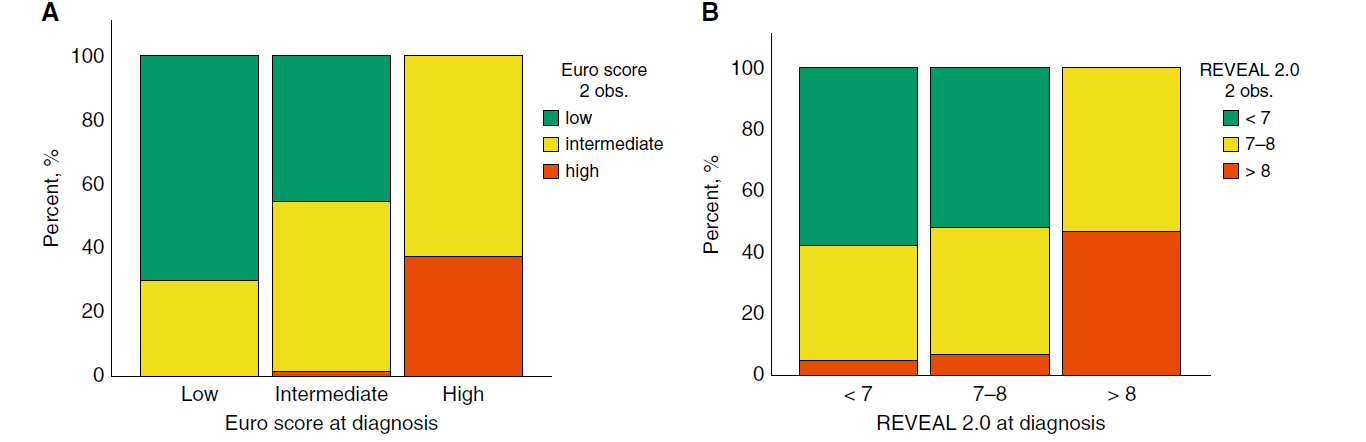 A
Percent, %
100
80
60
40
20
0
Low Intermediate High
Euro score at diagnosis
Euro score
2 obs.
low
intermediate
high
B
Percent, %
100
80
60
40
20
0
< 7 7–8 > 8
REVEAL 2.0 at diagnosis
REVEAL 2.0
2 obs.
< 7
7–8
> 8